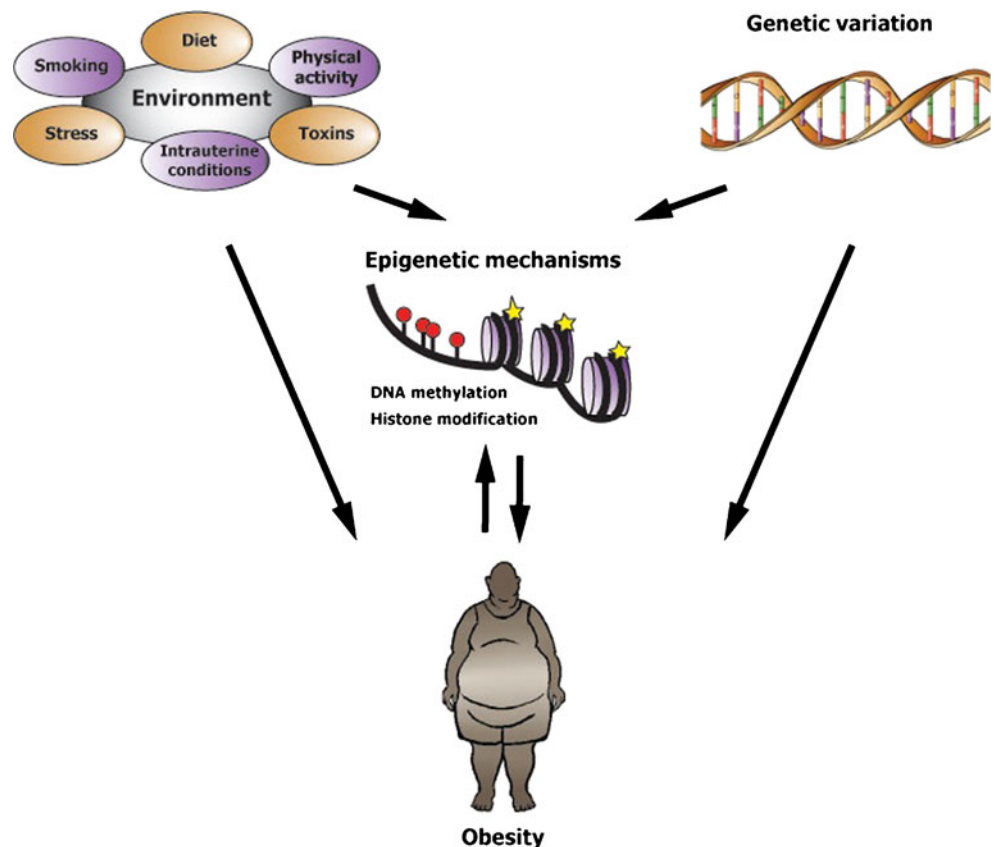 Genetic variation
Diet
Smoking
Physical
activity
Environment
Stress
Toxins
Intrauterine
conditions
Epigenetic mechanisms
DNA methylation
Histone modification
Obesity